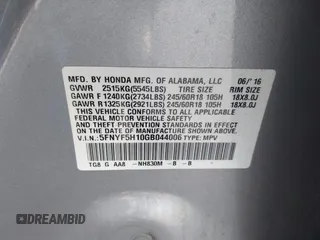 MFD. BY HONDA MFG. OF ALABAMA, LLC 06/'16
GVWR 2515KG(5545LBS) TIRE SIZE RIM SIZE
GAWR F 1240KG(2734LBS) 245/60R18 105H 18X8.0J
GAWR R 1325KG(2921LBS) 245/60R18 105H 18X8.0J
THIS VEHICLE CONFORMS TO ALL APPLICABLE
FEDERAL MOTOR VEHICLE SAFETY AND THEFT
PREVENTION STANDARDS IN EFFECT ON THE
DATE OF MANUFACTURE SHOWN ABOVE.
V.I.N.: 5FNYF5H10GB044006 TYPE: MPV
TG8 G AA8 -NH830M -B -B
DREAMBID